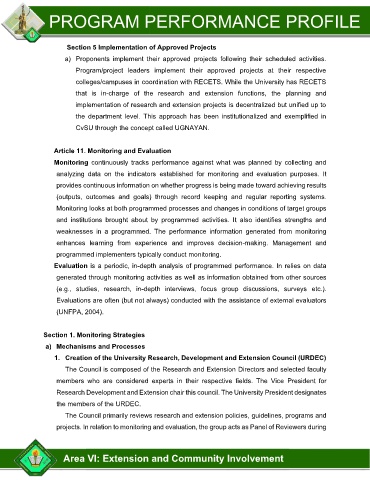 PROGRAM PERFORMANCE PROFILE
Section 5 Implementation of Approved Projects
a) Proponents implement their approved projects following their scheduled activities.
Program/project leaders implement their approved projects at their respective
colleges/campuses in coordination with RECETS. While the University has RECETS
that is in-charge of the research and extension functions, the planning and
implementation of research and extension projects is decentralized but unified up to
the department level. This approach has been institutionalized and exemplified in
CvSU through the concept called UGNAYAN.
Article 11. Monitoring and Evaluation
Monitoring continuously tracks performance against what was planned by collecting and
analyzing data on the indicators established for monitoring and evaluation purposes. It
provides continuous information on whether progress is being made toward achieving results
(outputs, outcomes and goals) through record keeping and regular reporting systems.
Monitoring looks at both programmed processes and changes in conditions of target groups
and institutions brought about by programmed activities. It also identifies strengths and
weaknesses in a programmed. The performance information generated from monitoring
enhances learning from experience and improves decision-making. Management and
programmed implementers typically conduct monitoring.
Evaluation is a periodic, in-depth analysis of programmed performance. In relies on data
generated through monitoring activities as well as information obtained from other sources
(e.g., studies, research, in-depth interviews, focus group discussions, surveys etc.).
Evaluations are often (but not always) conducted with the assistance of external evaluators
(UNFPA, 2004).
Section 1. Monitoring Strategies
a) Mechanisms and Processes
1. Creation of the University Research, Development and Extension Council (URDEC)
The Council is composed of the Research and Extension Directors and selected faculty
members who are considered experts in their respective fields. The Vice President for
Research Development and Extension chair this council. The University President designates
the members of the URDEC.
The Council primarily reviews research and extension policies, guidelines, programs and
projects. In relation to monitoring and evaluation, the group acts as Panel of Reviewers during
Area VI: Extension and Community Involvement